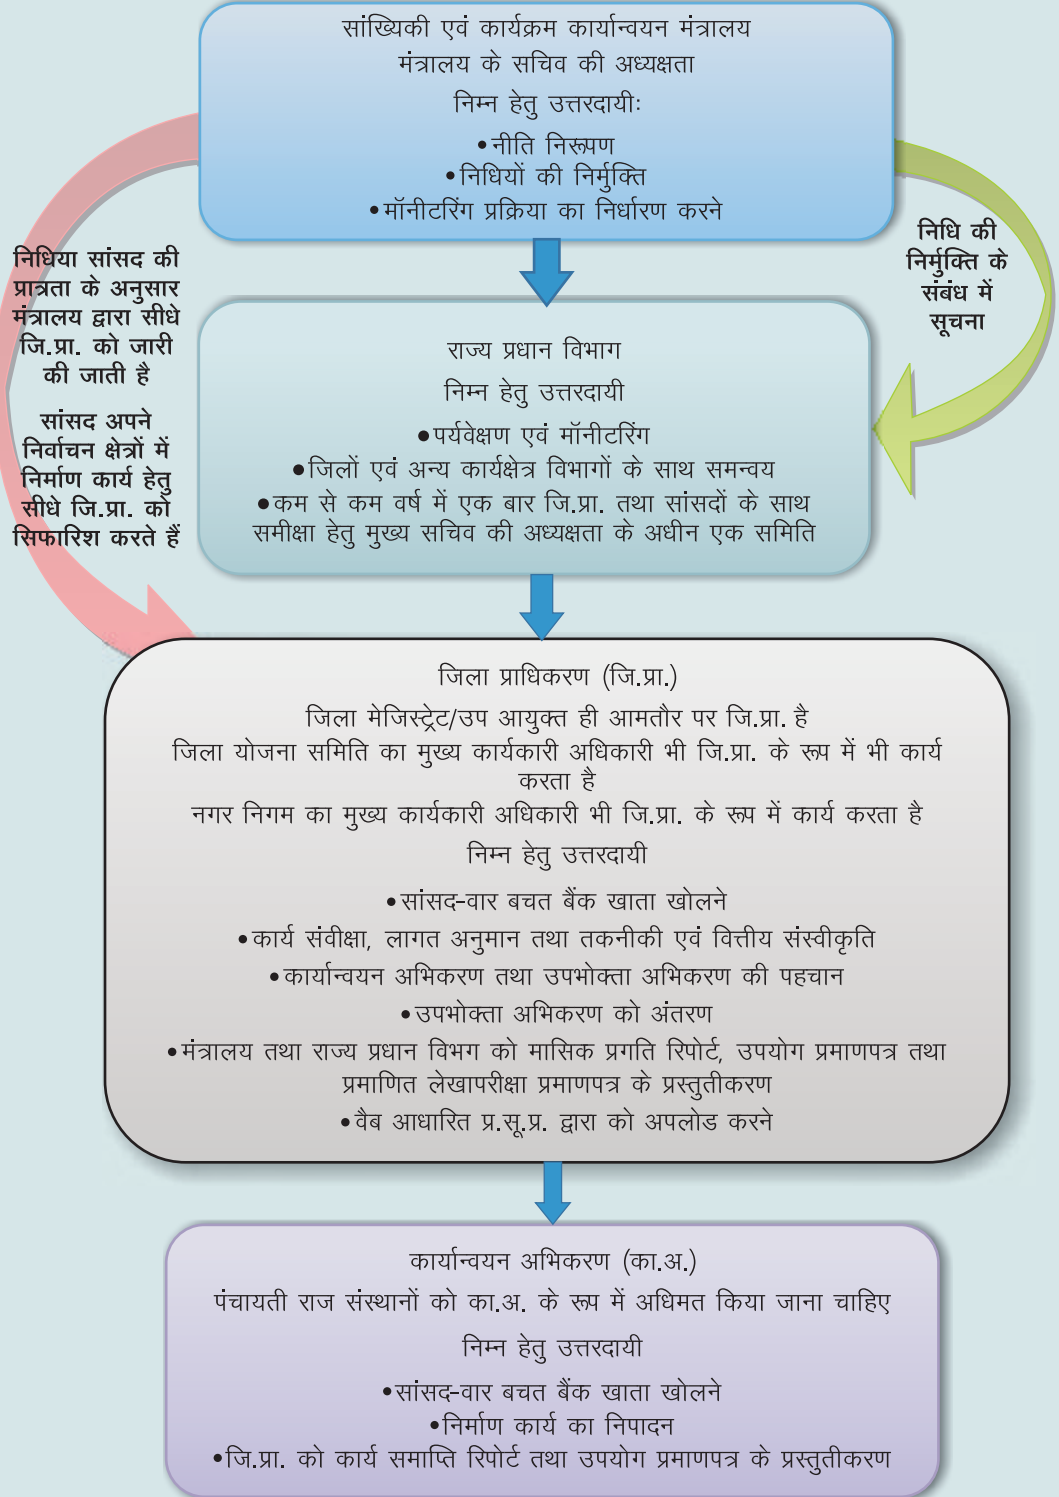 सांख्यिकी एवं कार्यक्रम कार्यान्वयन मंत्रालय
मंत्रालय के सचिव की अध्यक्षता
निम्न हेतु उत्तरदायी:
•नीति निरूपण
•निधियों की निर्मुक्ति
•मॉनीटरिंग प्रक्रिया का निर्धारण करने
निधिया सांसद की
प्रात्रता के अनुसार
मंत्रालय द्वारा सीधे
जि.प्रा. को जारी
की जाती है
सांसद अपने
निर्वाचन क्षेत्रों में
निर्माण कार्य हेतु
सीधे जि.प्रा. को
सिफारिश करते हैं
निधि की
निर्मुक्ति के
संबंध में
सूचना
राज्य प्रधान विभाग
निम्न हेतु उत्तरदायी
•पर्यवेक्षण एवं मॉनीटरिंग
•जिलों एवं अन्य कार्यक्षेत्र विभागों के साथ समन्वय
•कम से कम वर्ष में एक बार जि.प्रा. तथा सांसदों के साथ
समीक्षा हेतु मुख्य सचिव की अध्यक्षता के अधीन एक समिति
जिला प्राधिकरण (जि.प्रा.)
जिला मेजिस्ट्रेट/उप आयुक्त ही आमतौर पर जि.प्रा. है
जिला योजना समिति का मुख्य कार्यकारी अधिकारी भी जि.प्रा. के रूप में भी कार्य
करता है
नगर निगम का मुख्य कार्यकारी अधिकारी भी जि.प्रा. के रूप में कार्य करता है
निम्न हेतु उत्तरदायी
•सांसद-वार बचत बैंक खाता खोलने
•कार्य संवीक्षा, लागत अनुमान तथा तकनीकी एवं वित्तीय संस्वीकृति
•कार्यान्वयन अभिकरण तथा उपभोक्ता अभिकरण की पहचान
•उपभोक्ता अभिकरण को अंतरण
•मंत्रालय तथा राज्य प्रधान विभग को मासिक प्रगति रिपोर्ट, उपयोग प्रमाणपत्र तथा
प्रमाणित लेखापरीक्षा प्रमाणपत्र के प्रस्तुतीकरण
•वैब आधारित प्र.सू.प्र. द्वारा को अपलोड करने
कार्यान्वयन अभिकरण (का.अ.)
पंचायती राज संस्थानों को का.अ. के रूप में अधिमत किया जाना चाहिए
निम्न हेतु उत्तरदायी
•सांसद-वार बचत बैंक खाता खोलने
•निर्माण कार्य का निपादन
•जि.प्रा. को कार्य समाप्ति रिपोर्ट तथा उपयोग प्रमाणपत्र के प्रस्तुतीकरण